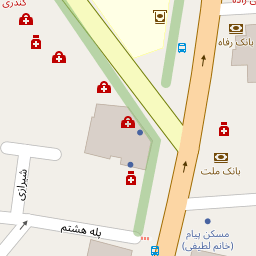 کندری
بانک رفاه
بانک ملت
شیرازی
پله هشتم
مسکن پیام
(خانم لطیفی)